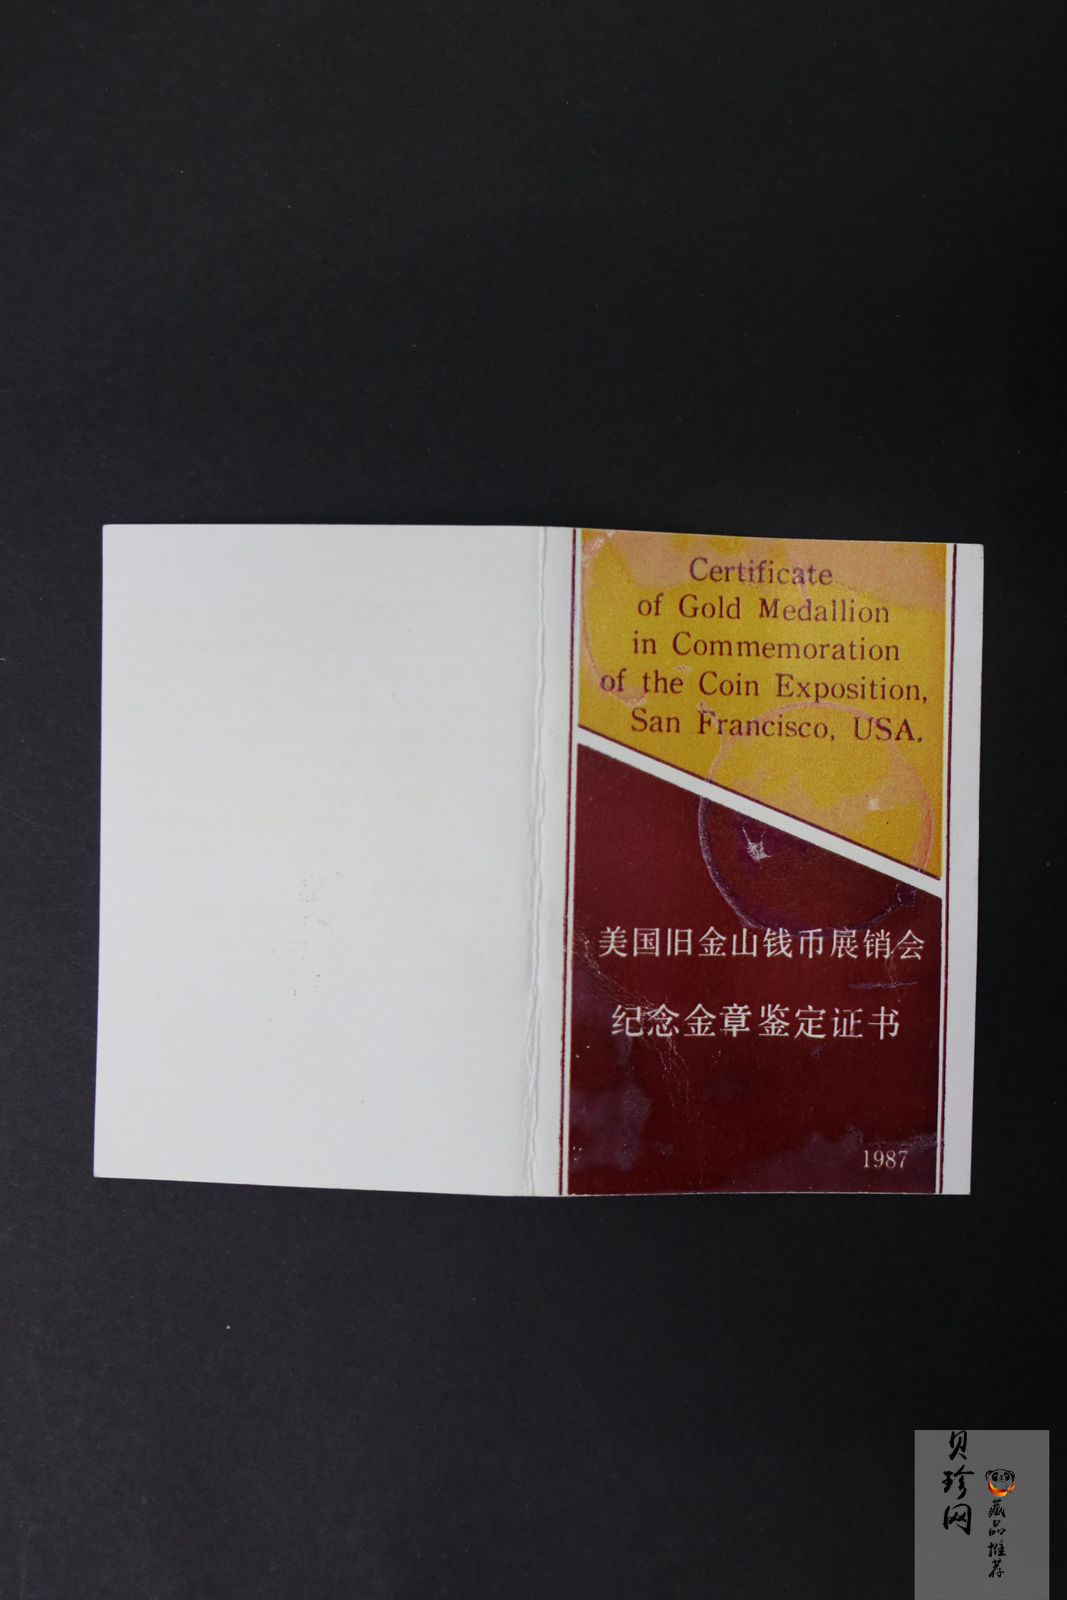 Certificate
of Gold Medallion
in Commemoration
of the Coin Exposition,
San Francisco, USA.
美国旧金山钱币展销会
纪念金章鉴定证书
1987
贝珍网
藏品推荐